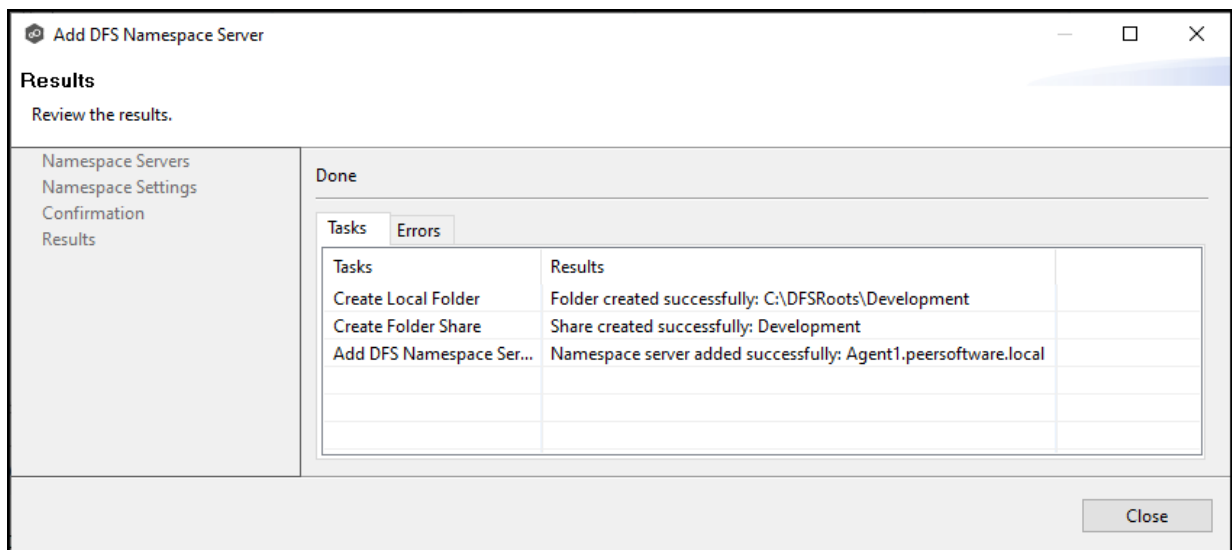 Add DFS Namespace Server
Results
Review the results.
Namespace Servers
Namespace Settings
Confirmation
Results
Done
Tasks Errors
Tasks Results
Create Local Folder Folder created successfully: C:\DFSRoots\Development
Create Folder Share Share created successfully: Development
Add DFS Namespace Ser... Namespace server added successfully: Agent1.peersoftware.local
Close